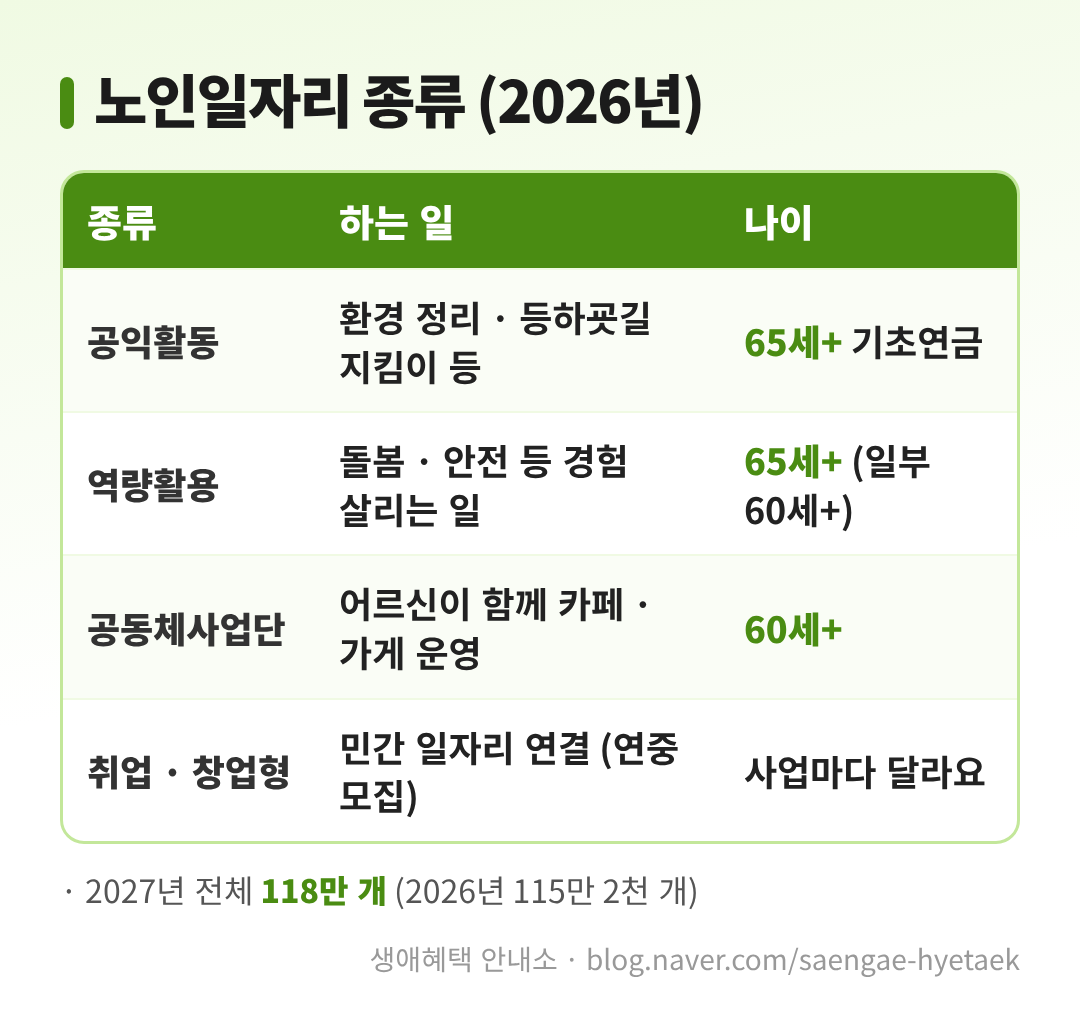 노인일자리 종류 (2026년)
종류 하는 일 나이
공익활동
환경 정리 · 등하굣길
지킴이 등
65세+ 기초연금
역량활용
돌봄 · 안전 등 경험
살리는 일
65세+ (일부
60세+)
공동체사업단
어르신이 함께 카페 ·
가게 운영
60세+
취업 · 창업형
민간 일자리 연결 (연중
모집)
사업마다 달라요
· 2027년 전체 118만 개 (2026년 115만 2천 개)
생애혜택 안내소 · blog.naver.com/saengae-hyetaek